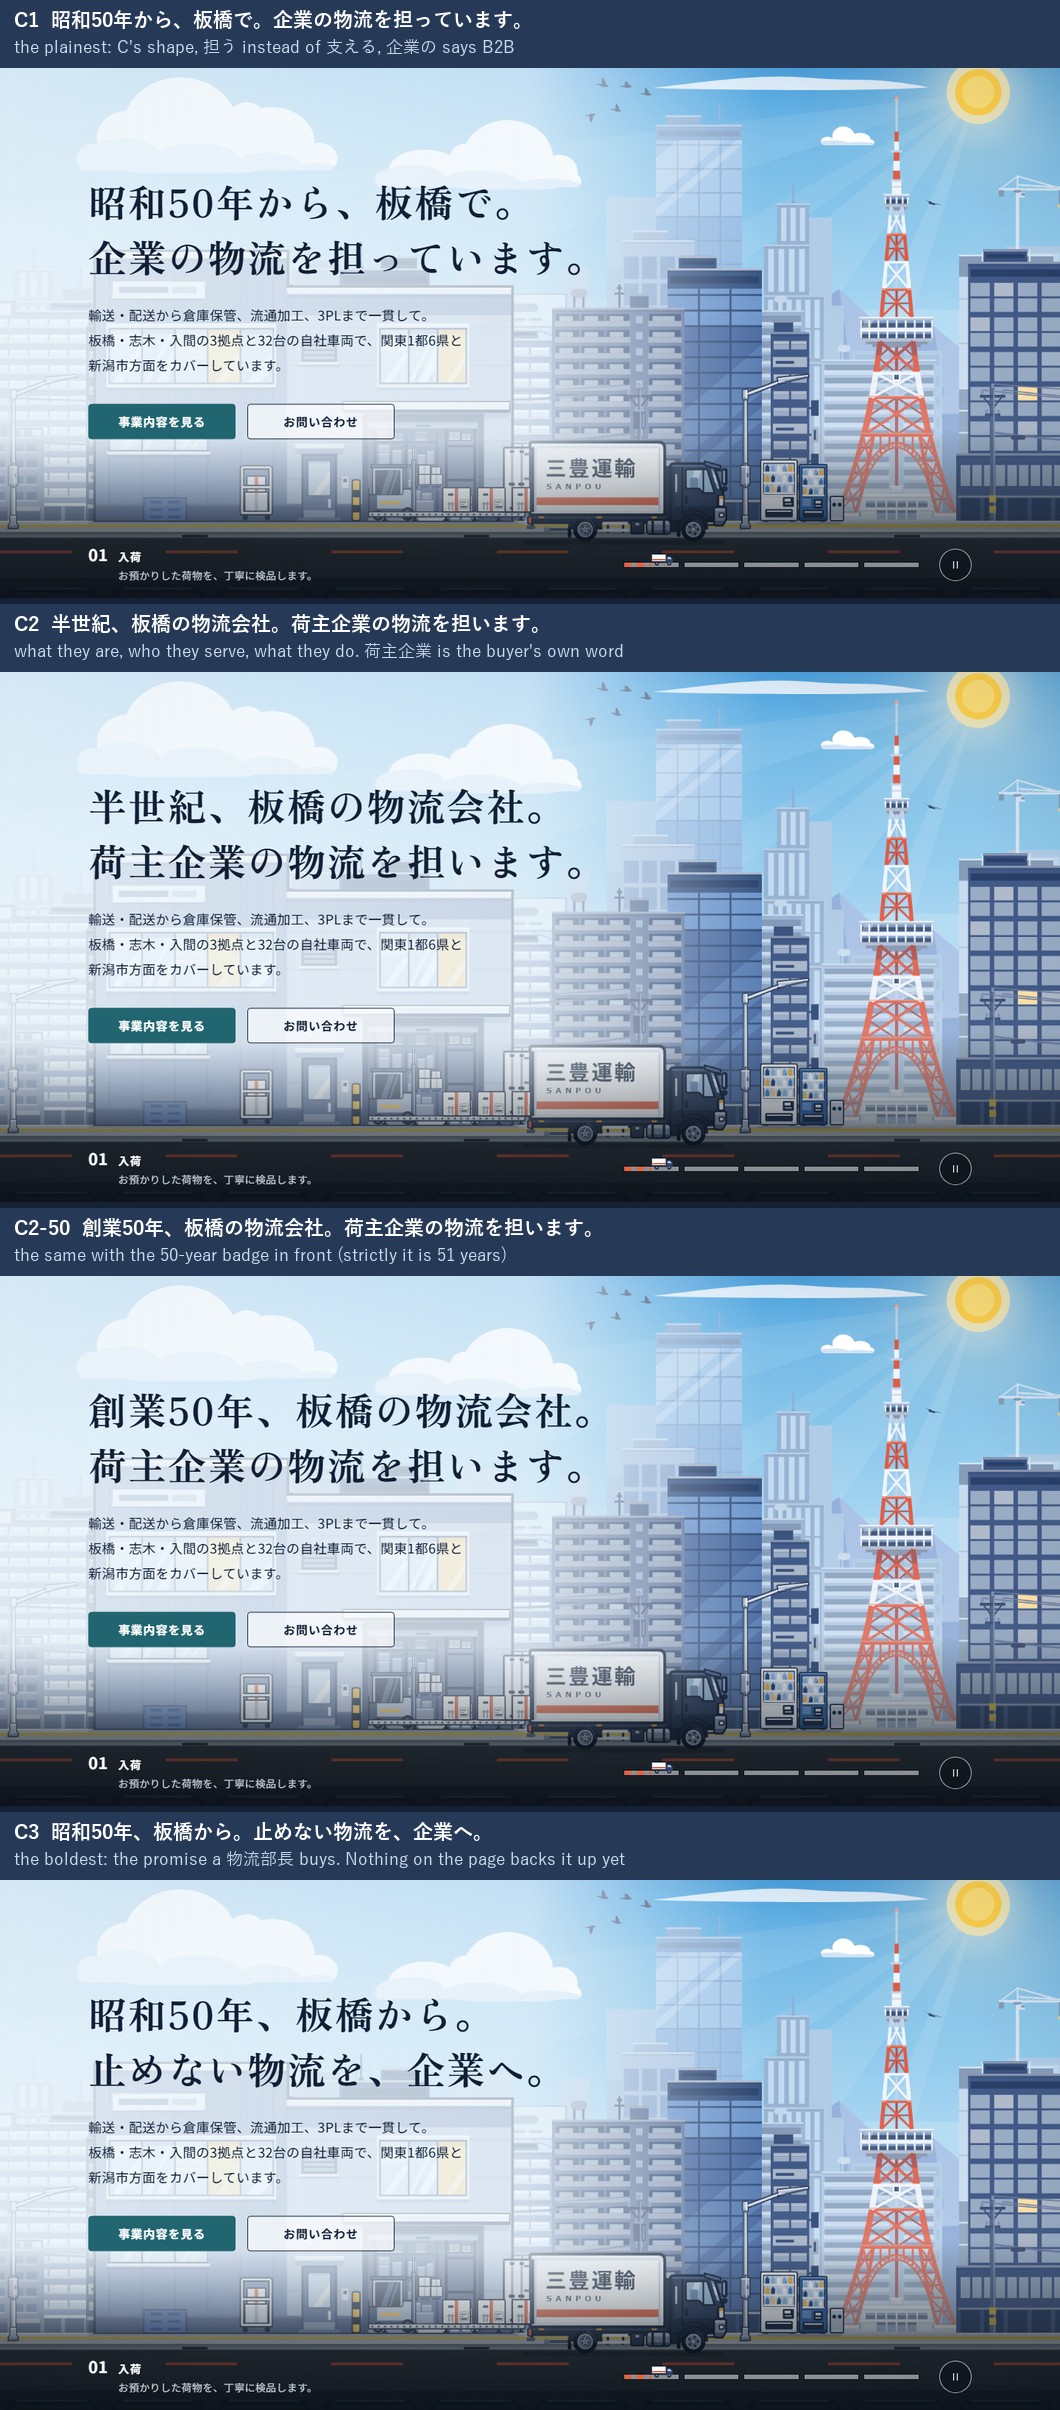 C1 昭和50年から、板橋で。企業の物流を担っています。
the plainest: C's shape, 担う instead of 支える, 企業の says B2B
昭和50年から、板橋で。
企業の物流を担っています。
輸送・配送から倉庫保管、流通加工、3PLまで一貫して。
板橋・志木・入間の3拠点と32台の自社車両で、関東1都6県と
新潟市方面をカバーしています。
事業内容を見る お問い合わせ
三豊運輸
SANPOU
01 入荷
お預かりした荷物を、丁寧に検品します。
C2 半世紀、板橋の物流会社。荷主企業の物流を担います。
what they are, who they serve, what they do. 荷主企業 is the buyer's own word
半世紀、板橋の物流会社。
荷主企業の物流を担います。
輸送・配送から倉庫保管、流通加工、3PLまで一貫して。
板橋・志木・入間の3拠点と32台の自社車両で、関東1都6県と
新潟市方面をカバーしています。
事業内容を見る お問い合わせ
三豊運輸
SANPOU
01 入荷
お預かりした荷物を、丁寧に検品します。
C2-50 創業50年、板橋の物流会社。荷主企業の物流を担います。
the same with the 50-year badge in front (strictly it is 51 years)
創業50年、板橋の物流会社。
荷主企業の物流を担います。
輸送・配送から倉庫保管、流通加工、3PLまで一貫して。
板橋・志木・入間の3拠点と32台の自社車両で、関東1都6県と
新潟市方面をカバーしています。
事業内容を見る お問い合わせ
三豊運輸
SANPOU
01 入荷
お預かりした荷物を、丁寧に検品します。
C3 昭和50年、板橋から。止めない物流を、企業へ。
the boldest: the promise a 物流部長 buys. Nothing on the page backs it up yet
昭和50年、板橋から。
止めない物流を、企業へ。
輸送・配送から倉庫保管、流通加工、3PLまで一貫して。
板橋・志木・入間の3拠点と32台の自社車両で、関東1都6県と
新潟市方面をカバーしています。
事業内容を見る お問い合わせ
三豊運輸
SANPOU
01 入荷
お預かりした荷物を、丁寧に検品します。